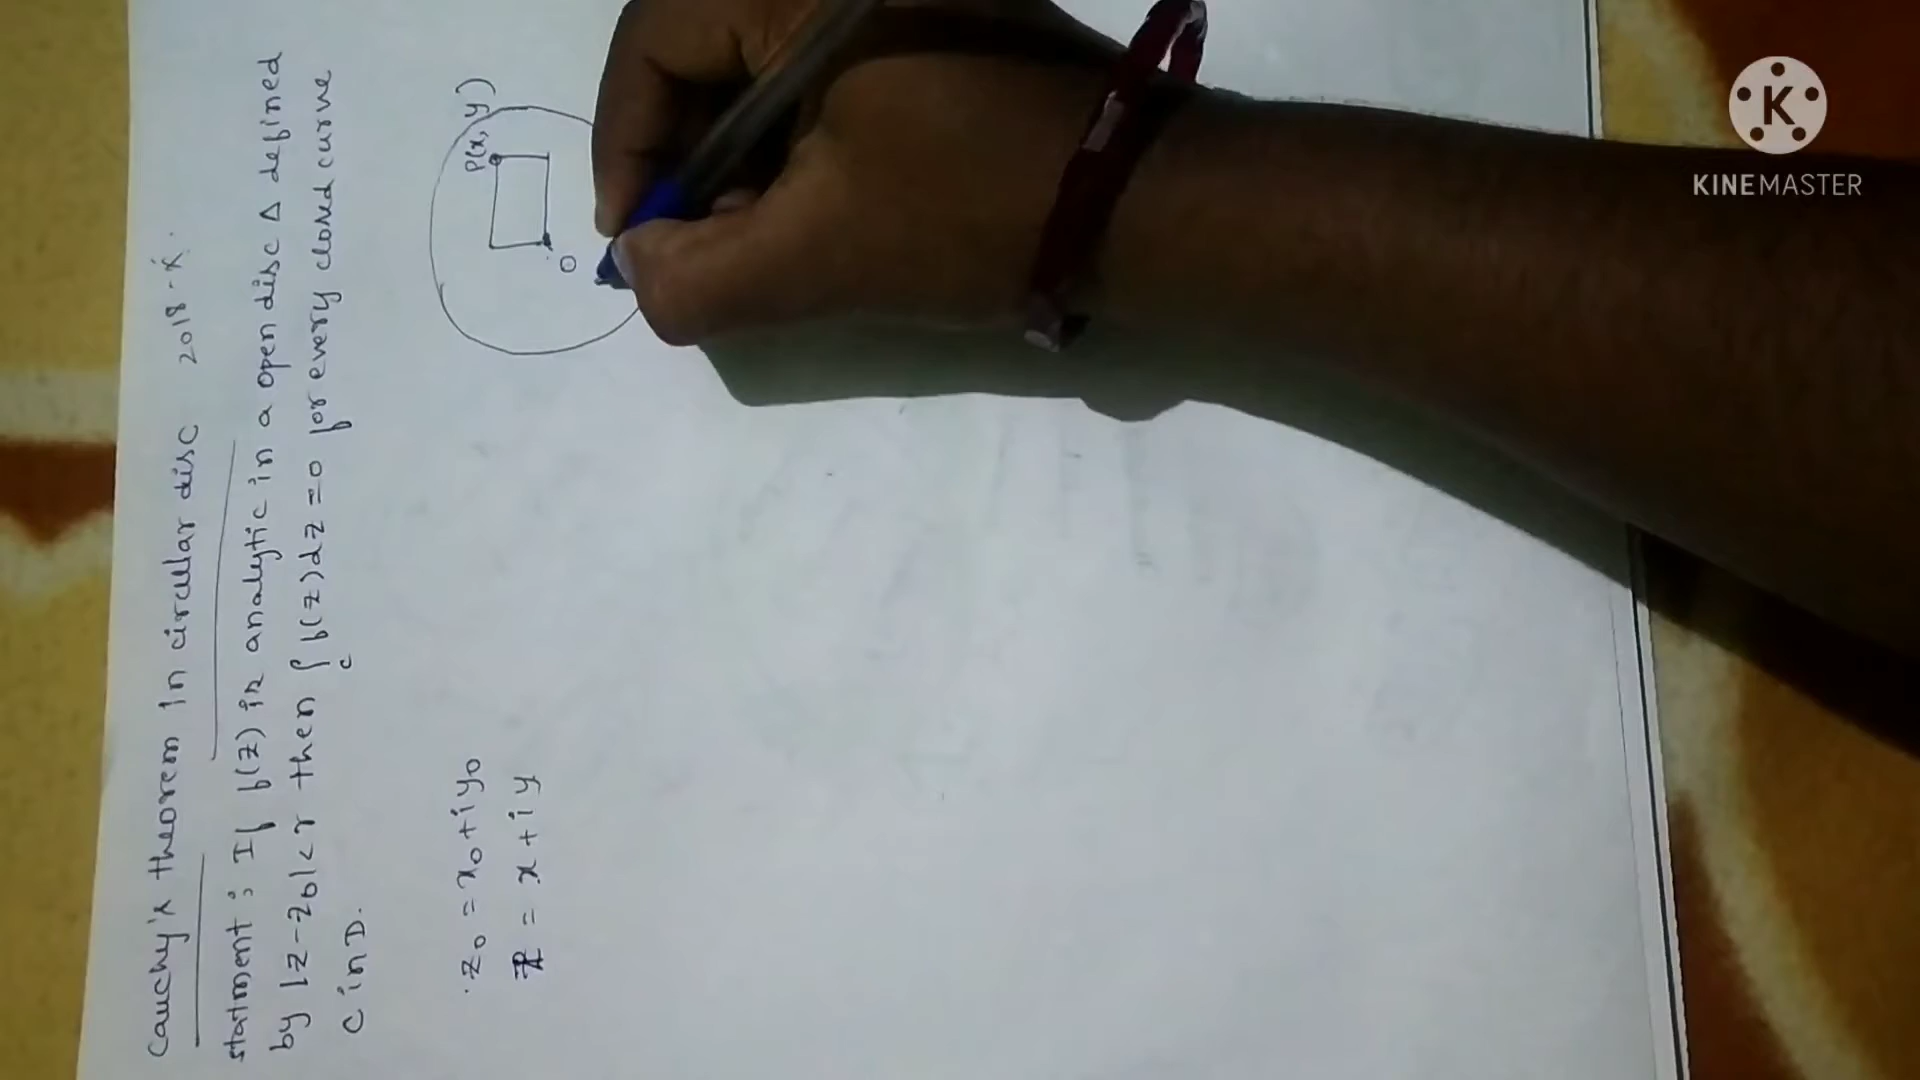 Cauchy's theorem in circular disc 2018-x.
statment: If f(z) is analytic in a open disc Δ defined
by |z-z0|<r then ∫c f(z)dz=0 for every closed curve
C in D.
P(x, y)
O
z0 = x0+iy0
z = x+iy
K
KINEMASTER